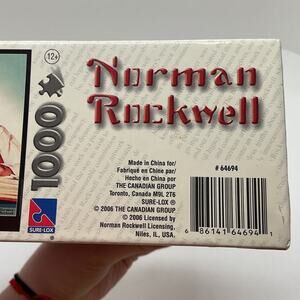 12+
1000
SURE-LOX
Norman
Rockwell
Made in China for/
Fabriqué en Chine par/
Hecho en China por
THE CANADIAN GROUP
Toronto, Canada M9L 2T6
SURE-LOX®
© 2006 THE CANADIAN GROUP
© 2006 Licensed by
Norman Rockwell Licensing.
Niles, IL, USA.
# 64694
6 86141 64694 1